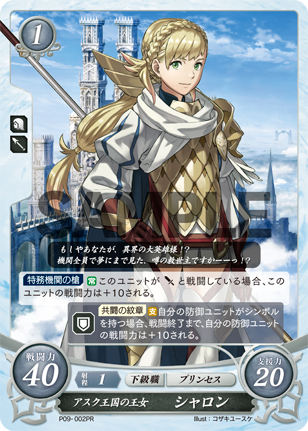 1
SAMPLE
もしやあなたが、異界の大英雄様!?
機関全員で夢にまで見た、噂の救世主ですかーーっ!?
特務機関の槍 常 このユニットが と戦闘している場合、このユニットの戦闘力は+10される。
共闘の紋章 支 自分の防御ユニットがシンボルを持つ場合、戦闘終了まで、自分の防御ユニットの戦闘力は+10される。
戦闘力 40
射程 1 下級職 プリンセス
支援力 20
アスク王国の王女 シャロン
P09-002PR
Illust:コザキユースケ